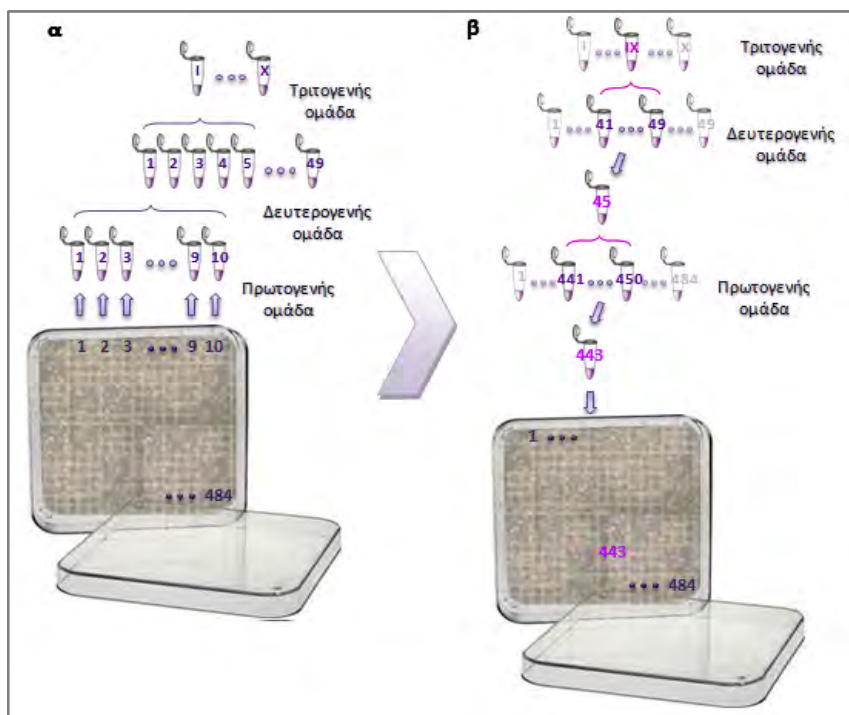 α
I X
Τριτογενής
ομάδα
1 2 3 4 5 49
Δευτερογενής
ομάδα
1 2 3 9 10
Πρωτογενής
ομάδα
1 2 3 9 10
484
β
I IX X
Τριτογενής
ομάδα
1 41 49 49
Δευτερογενής
ομάδα
45
1 441 450 484
Πρωτογενής
ομάδα
443
1
443
484